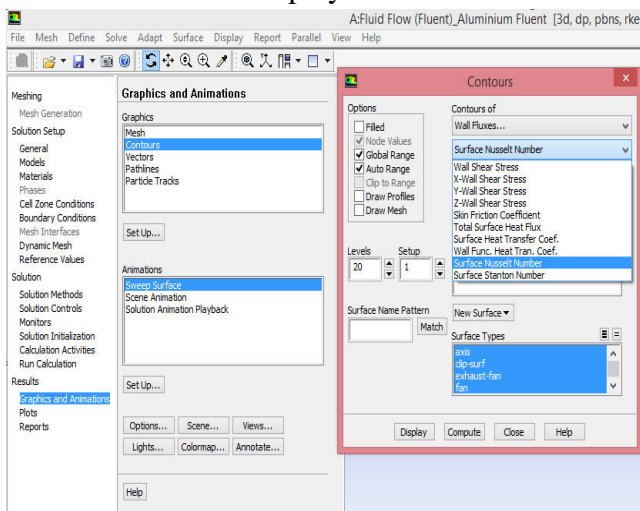 A:Fluid Flow (Fluent)_Aluminium Fluent [3d, dp, pbns, rke
File Mesh Define Solve Adapt Surface Display Report Parallel View Help
Meshing
Mesh Generation
Solution Setup
General
Models
Materials
Phases
Cell Zone Conditions
Boundary Conditions
Mesh Interfaces
Dynamic Mesh
Reference Values
Solution
Solution Methods
Solution Controls
Monitors
Solution Initialization
Calculation Activities
Run Calculation
Results
Graphics and Animations
Plots
Reports
Graphics and Animations
Graphics
Mesh
Contours
Vectors
Pathlines
Particle Tracks
Set Up...
Animations
Sweep Surface
Scene Animation
Solution Animation Playback
Set Up...
Options... Scene... Views...
Lights... Colormap... Annotate...
Help
Contours
x
Options
Filled
Node Values
Global Range
Auto Range
Clip to Range
Draw Profiles
Draw Mesh
Levels Setup
20 1
Surface Name Pattern
Match
Contours of
Wall Fluxes...
Surface Nusselt Number
Wall Shear Stress
X-Wall Shear Stress
Y-Wall Shear Stress
Z-Wall Shear Stress
Skin Friction Coefficient
Total Surface Heat Flux
Surface Heat Transfer Coef.
Wall Func. Heat Tran. Coef.
Surface Nusselt Number
Surface Stanton Number
New Surface
Surface Types
axis
clip-surf
exhaust-fan
fan
Display Compute Close Help